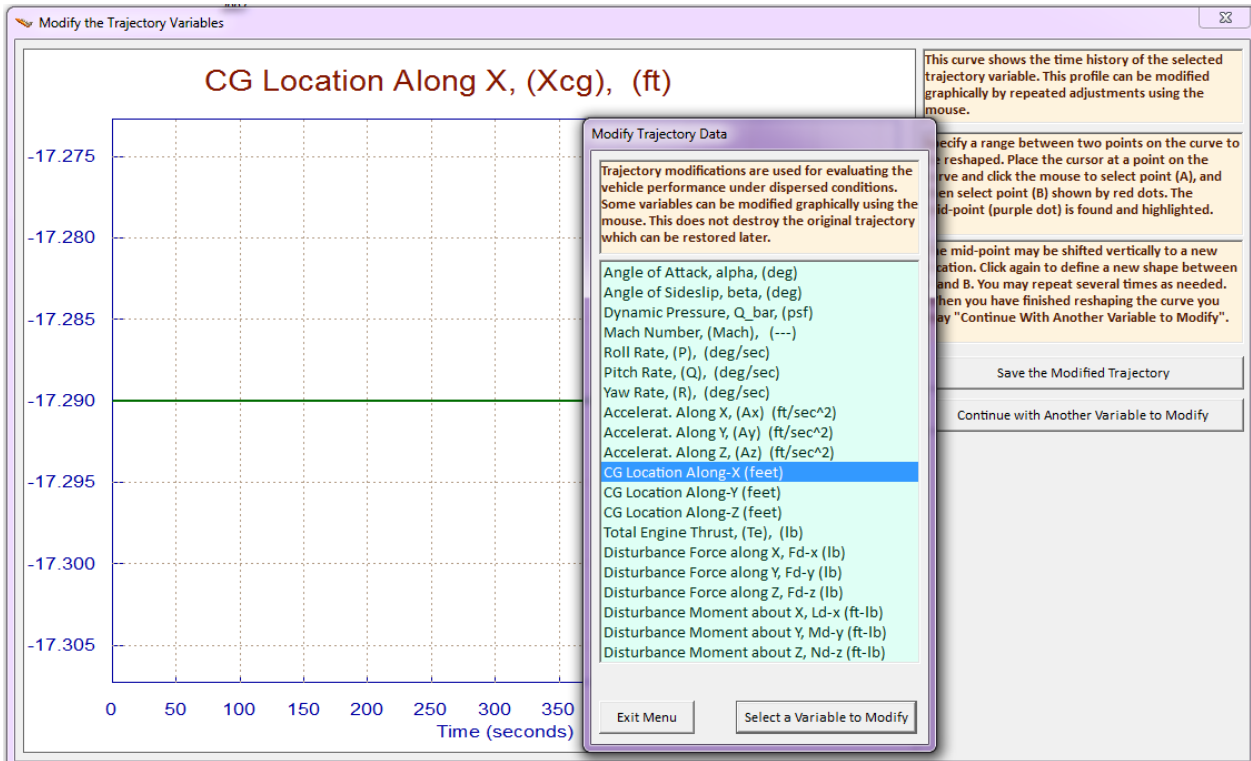 Modify the Trajectory Variables
CG Location Along X, (Xcg), (ft)
-17.275
-17.280
-17.285
-17.290
-17.295
-17.300
-17.305
0 50 100 150 200 250 300 350
Time (seconds)
Modify Trajectory Data
Trajectory modifications are used for evaluating the
vehicle performance under dispersed conditions.
Some variables can be modified graphically using the
mouse. This does not destroy the original trajectory
which can be restored later.
Angle of Attack, alpha, (deg)
Angle of Sideslip, beta, (deg)
Dynamic Pressure, Q_bar, (psf)
Mach Number, (Mach), (---)
Roll Rate, (P), (deg/sec)
Pitch Rate, (Q), (deg/sec)
Yaw Rate, (R), (deg/sec)
Accelerat. Along X, (Ax) (ft/sec^2)
Accelerat. Along Y, (Ay) (ft/sec^2)
Accelerat. Along Z, (Az) (ft/sec^2)
CG Location Along-X (feet)
CG Location Along-Y (feet)
CG Location Along-Z (feet)
Total Engine Thrust, (Te), (lb)
Disturbance Force along X, Fd-x (lb)
Disturbance Force along Y, Fd-y (lb)
Disturbance Force along Z, Fd-z (lb)
Disturbance Moment about X, Ld-x (ft-lb)
Disturbance Moment about Y, Md-y (ft-lb)
Disturbance Moment about Z, Nd-z (ft-lb)
Exit Menu
Select a Variable to Modify
This curve shows the time history of the selected
trajectory variable. This profile can be modified
graphically by repeated adjustments using the
mouse.
a range between two points on the curve to
reshaped. Place the cursor at a point on the
and click the mouse to select point (A), and
select point (B) shown by red dots. The
(purple dot) is found and highlighted.
mid-point may be shifted vertically to a new
Click again to define a new shape between
and B. You may repeat several times as needed.
you have finished reshaping the curve you
"Continue With Another Variable to Modify".
Save the Modified Trajectory
Continue with Another Variable to Modify